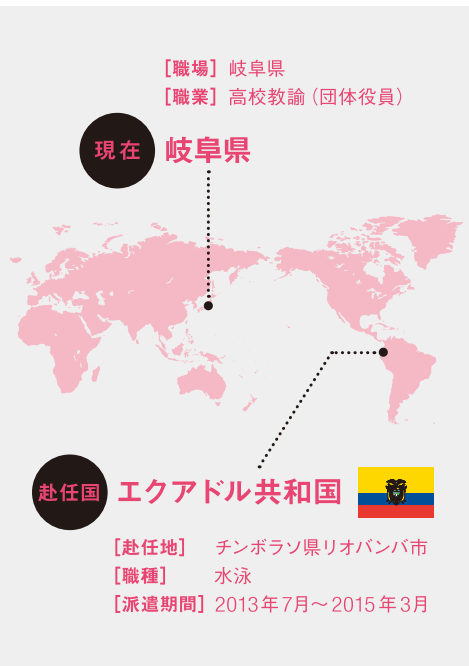 ［職場］岐阜県
［職業］高校教諭（団体役員）
現在 岐阜県
赴任国 エクアドル共和国
［赴任地］ チンボラソ県リオバンバ市
［職種］ 水泳
［派遣期間］2013年7月～2015年3月